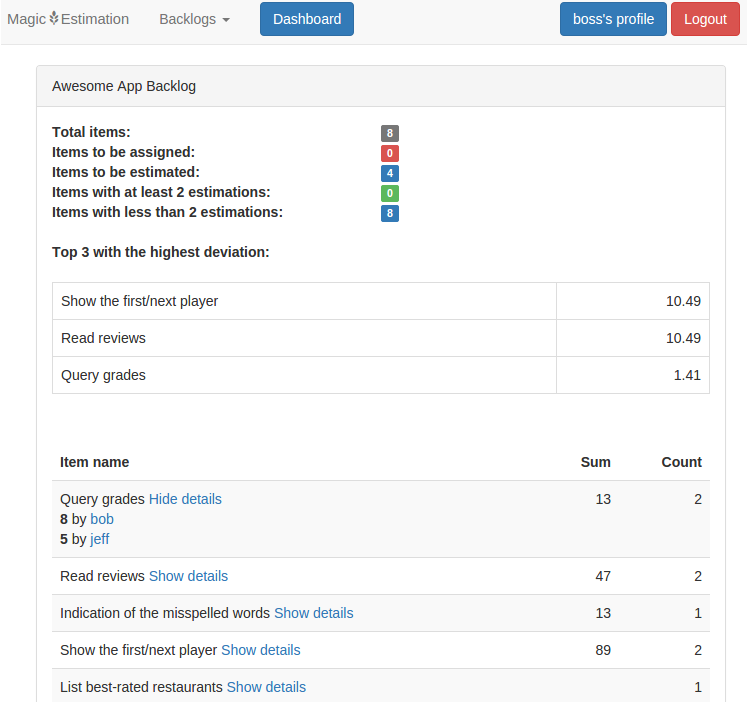 Magic Estimation Backlogs Dashboard boss's profile Logout
Awesome App Backlog
Total items: 8
Items to be assigned: 0
Items to be estimated: 4
Items with at least 2 estimations: 0
Items with less than 2 estimations: 8
Top 3 with the highest deviation:
Show the first/next player 10.49
Read reviews 10.49
Query grades 1.41
Item name Sum Count
Query grades Hide details 13 2
8 by bob
5 by jeff
Read reviews Show details 47 2
Indication of the misspelled words Show details 13 1
Show the first/next player Show details 89 2
List best-rated restaurants Show details 1